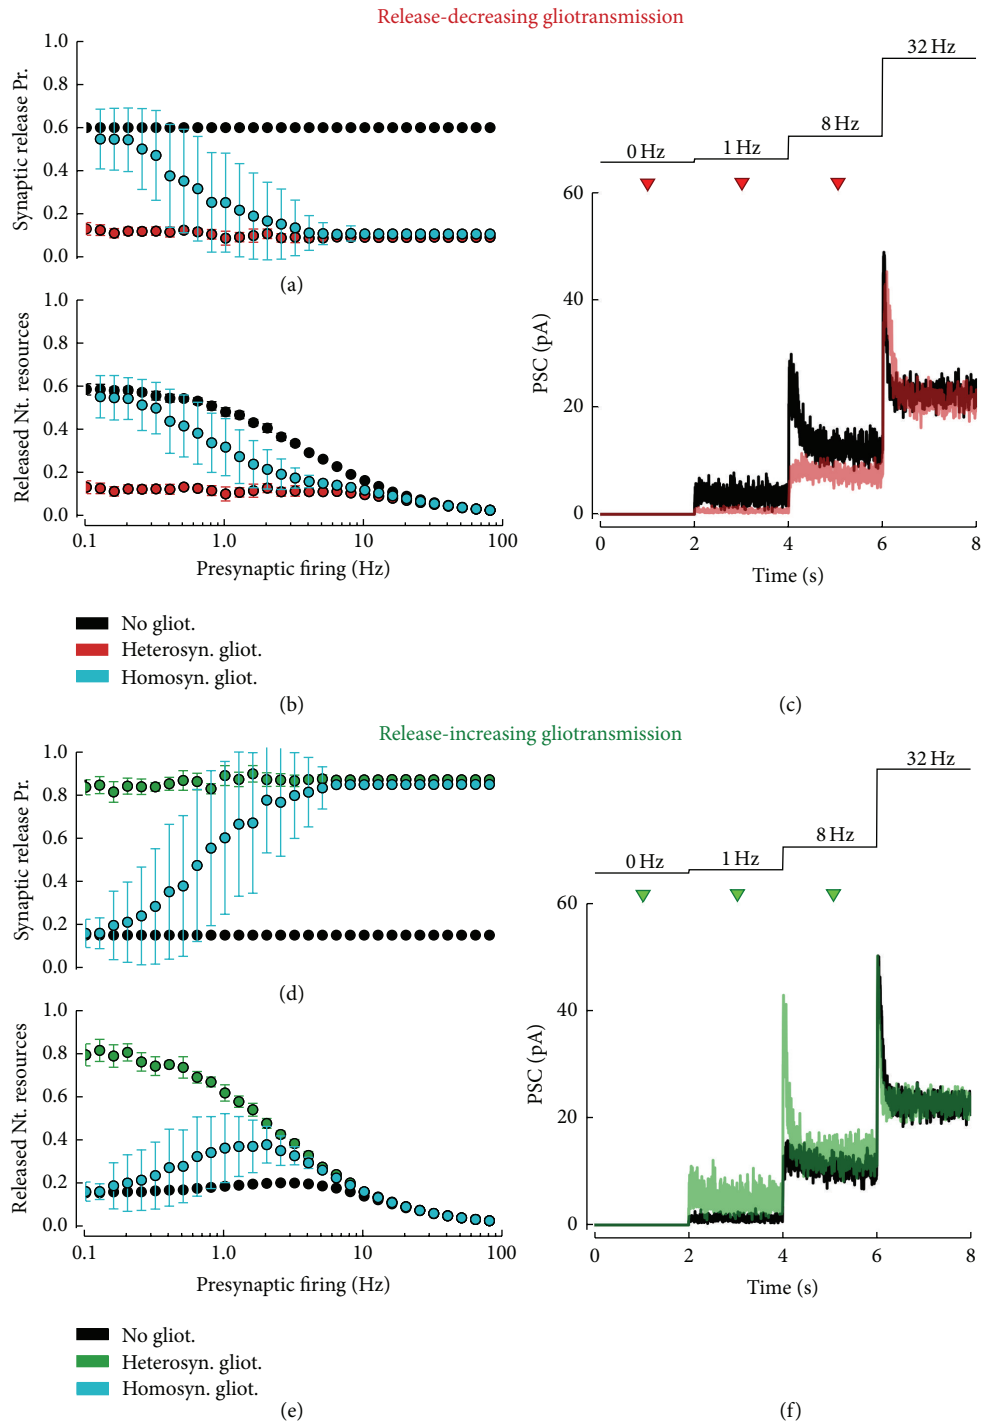 Release-decreasing gliotransmission
1.0
0.8
0.6
0.4
0.2
0.0
Synaptic release Pr.
(a)
1.0
0.8
0.6
0.4
0.2
0.0
Released Nt. resources
0.1
1.0
10
100
Presynaptic firing (Hz)
No gliot.
Heterosyn. gliot.
Homosyn. gliot.
(b)
0 Hz
1 Hz
8 Hz
32 Hz
60
40
20
0
PSC (pA)
0
2
4
6
8
Time (s)
(c)
Release-increasing gliotransmission
1.0
0.8
0.6
0.4
0.2
0.0
Synaptic release Pr.
(d)
1.0
0.8
0.6
0.4
0.2
0.0
Released Nt. resources
0.1
1.0
10
100
Presynaptic firing (Hz)
No gliot.
Heterosyn. gliot.
Homosyn. gliot.
(e)
0 Hz
1 Hz
8 Hz
32 Hz
60
40
20
0
PSC (pA)
0
2
4
6
8
Time (s)
(f)